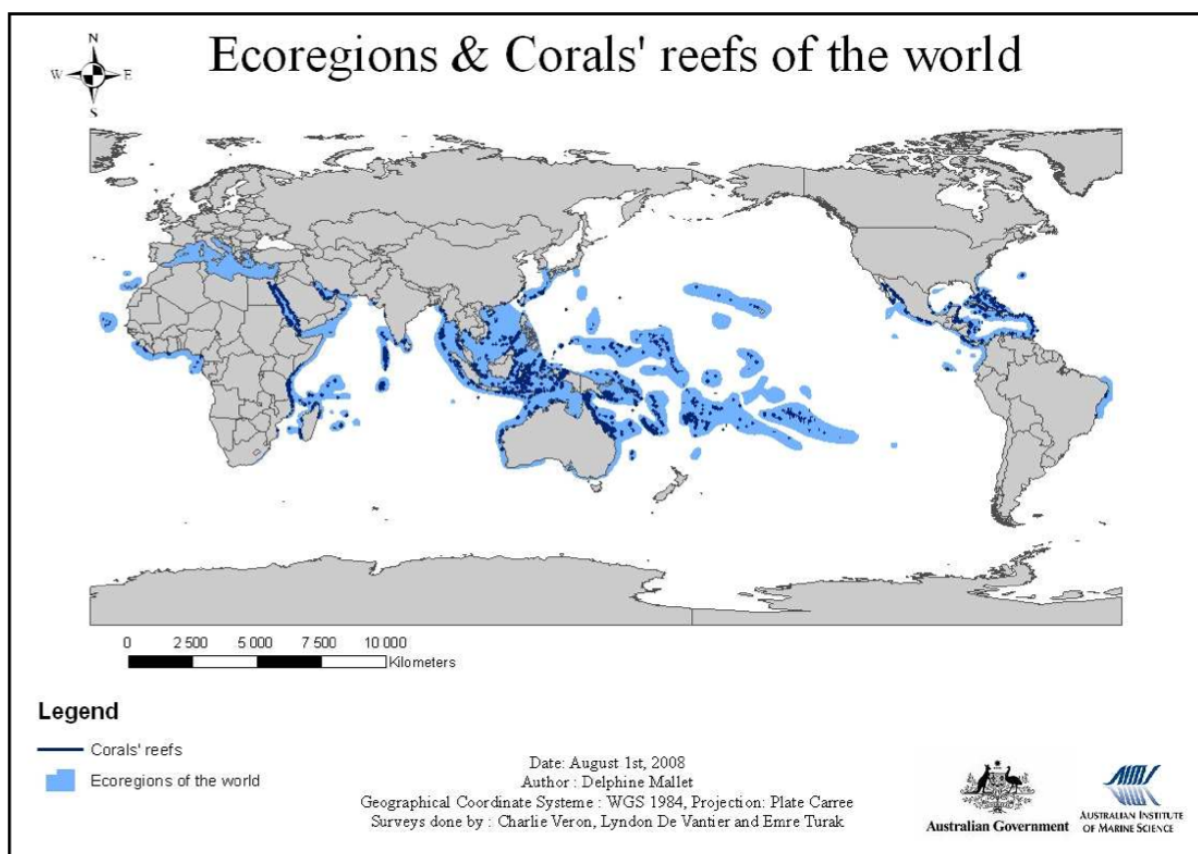 Ecoregions & Corals' reefs of the world
N
W E
S
0 2 500 5 000 7 500 10 000
Kilometers
Legend
Corals' reefs
Ecoregions of the world
Date: August 1st, 2008
Author : Delphine Mallet
Geographical Coordinate Systeme : WGS 1984, Projection: Plate Carree
Surveys done by : Charlie Veron, Lyndon De Vantier and Emre Turak
Australian Government
AIMS
AUSTRALIAN INSTITUTE
OF MARINE SCIENCE